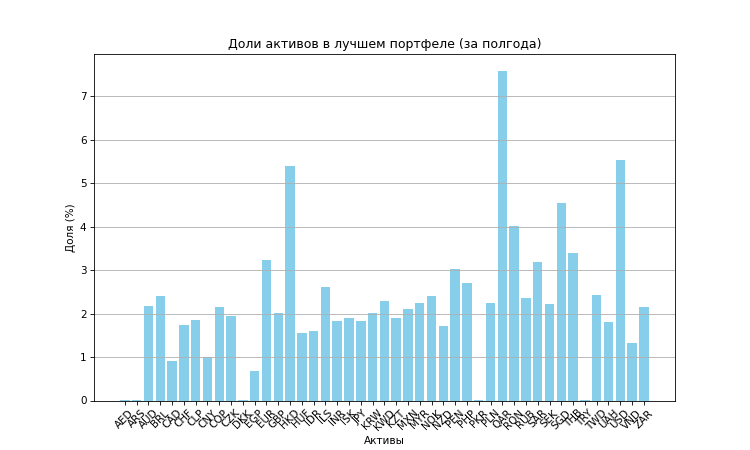 Доли активов в лучшем портфеле (за полгода)
Доля (%)
7
6
5
4
3
2
1
0
AED ARS AUD BRL CAD CHF CLP CNY COP CZK DKK EGP EUR GBP HKD HUF IDR ILS INR ISK JPY KRW KWD KZT MXN MYR NOK NZD PEN PHP PKR PLN QAR RON RUB SAR SEK SGD THB TRY TWD UAH USD VND ZAR
Активы